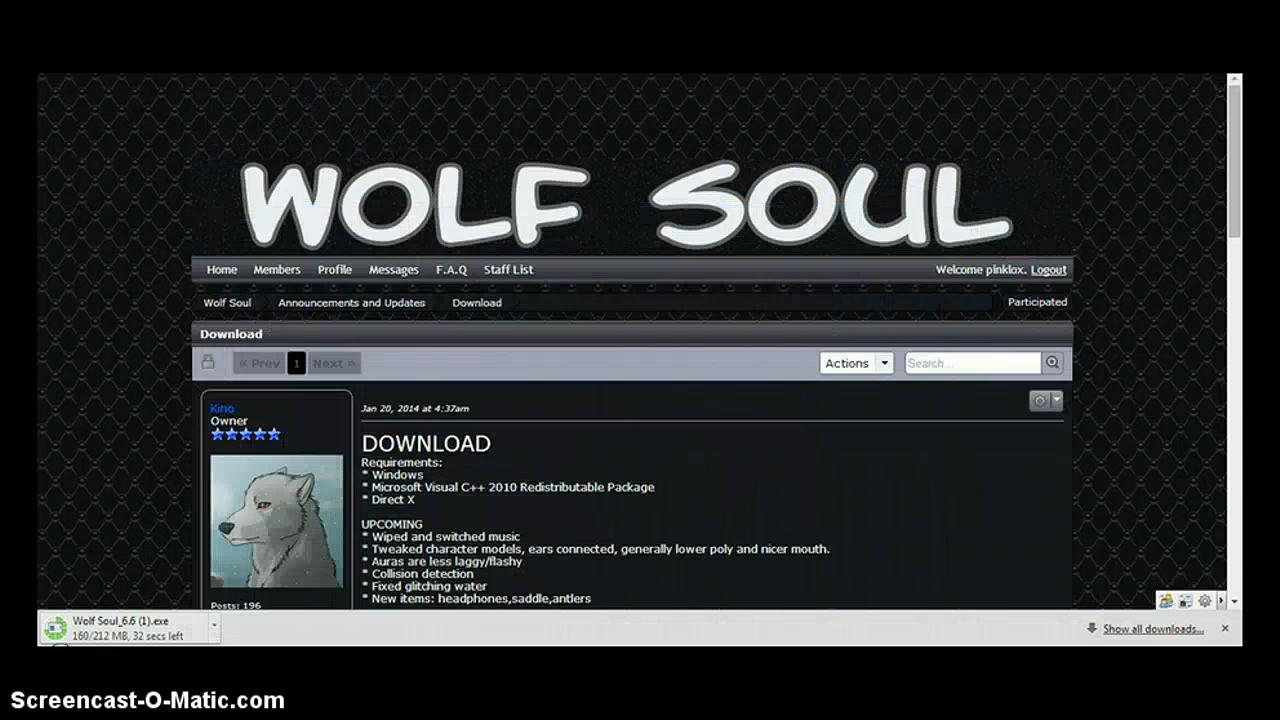 WOLF SOUL
Home Members Profile Messages F.A.Q Staff List Welcome pinklox. Logout
Wolf Soul Announcements and Updates Download Participated
Download
« Prev 1 Next » Actions Search...
Kino
Owner
Jan 20, 2014 at 4:37am
DOWNLOAD
Requirements:
* Windows
* Microsoft Visual C++ 2010 Redistributable Package
* Direct X
UPCOMING
* Wiped and switched music
* Tweaked character models, ears connected, generally lower poly and nicer mouth.
* Auras are less laggy/flashy
* Collision detection
* Fixed glitching water
* New items: headphones,saddle,antlers
Posts: 196
Wolf Soul_6.6 (1).exe
160/212 MB, 32 secs left
Show all downloads...
Screencast-O-Matic.com